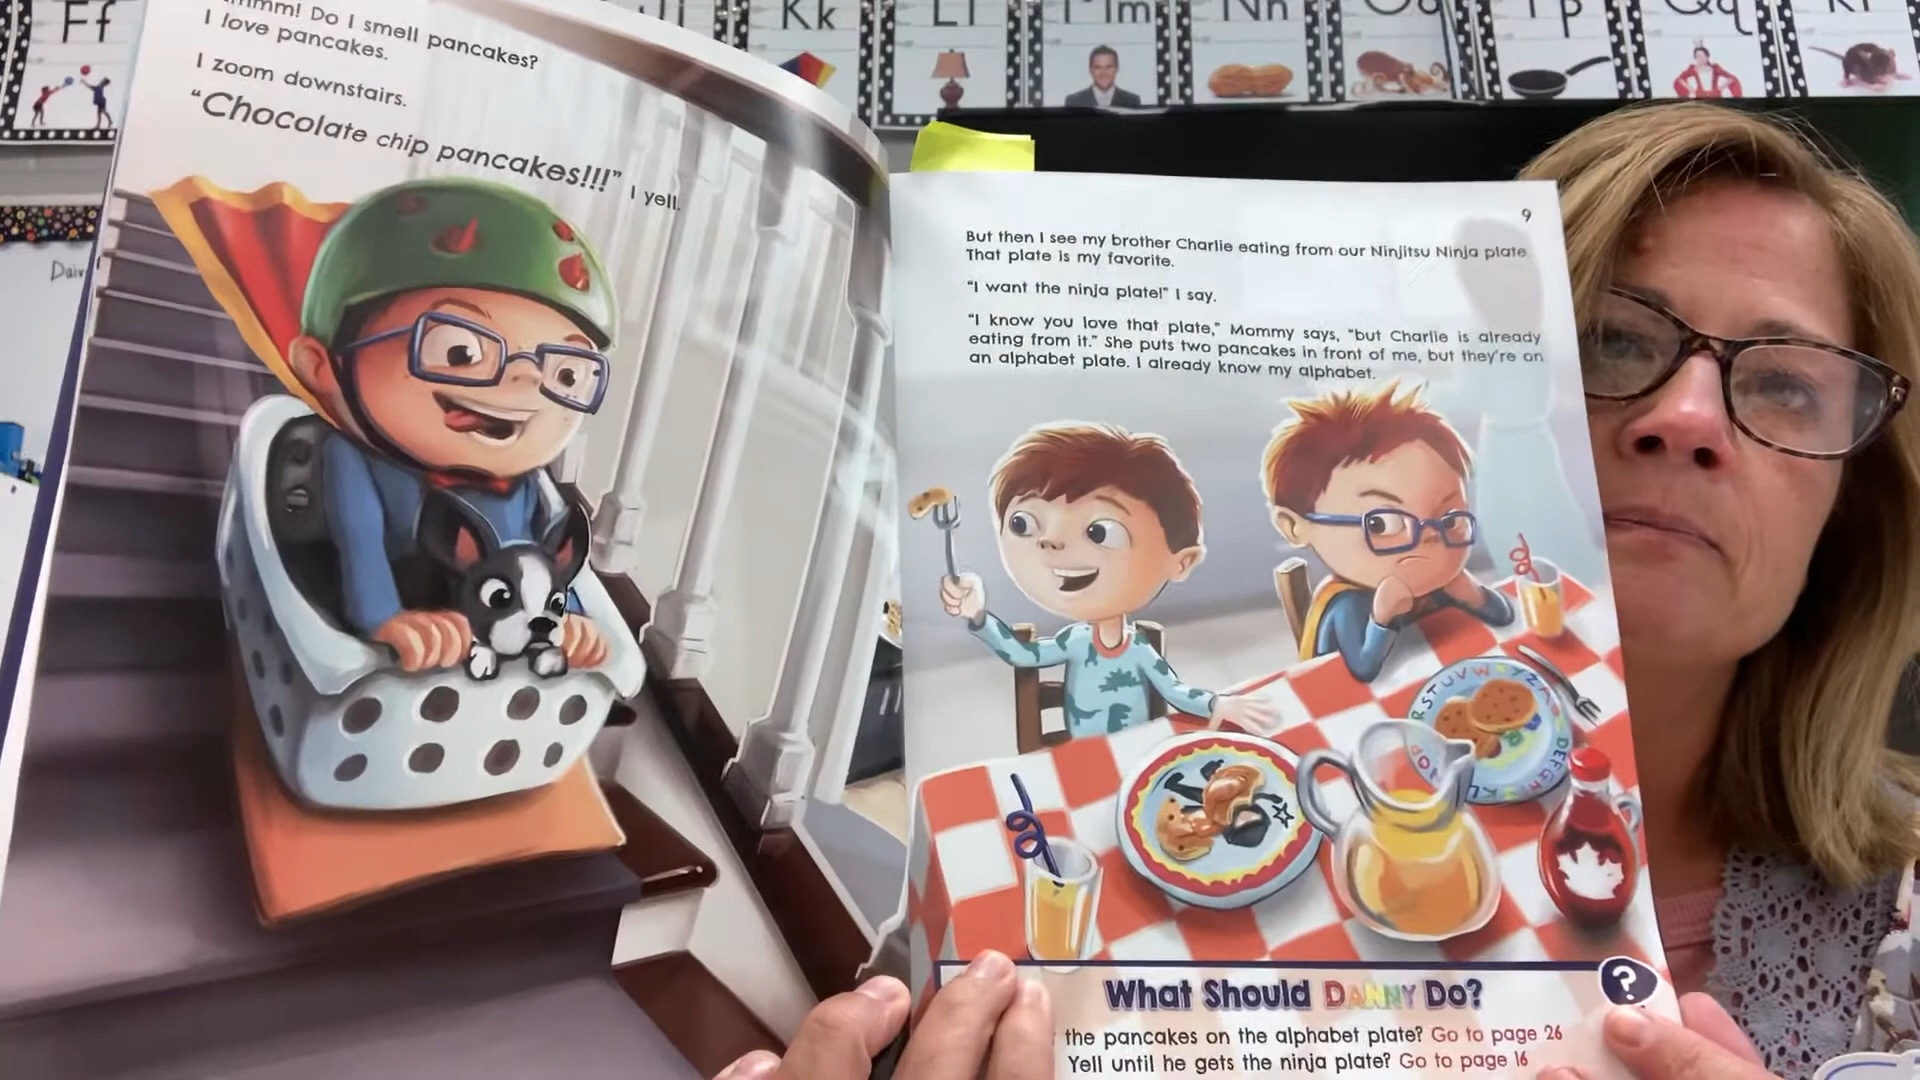 Ff
Kk
Mm
Nn
Daiv
Do I smell pancakes?
I love pancakes.
I zoom downstairs.
“Chocolate chip pancakes!!!” I yell.
9
But then I see my brother Charlie eating from our Ninjitsu Ninja plate.
That plate is my favorite.
“I want the ninja plate!” I say.
“I know you love that plate,” Mommy says, “but Charlie is already
eating from it.” She puts two pancakes in front of me, but they’re on
an alphabet plate. I already know my alphabet.
What Should DANNY Do?
?
the pancakes on the alphabet plate? Go to page 26
Yell until he gets the ninja plate? Go to page 16